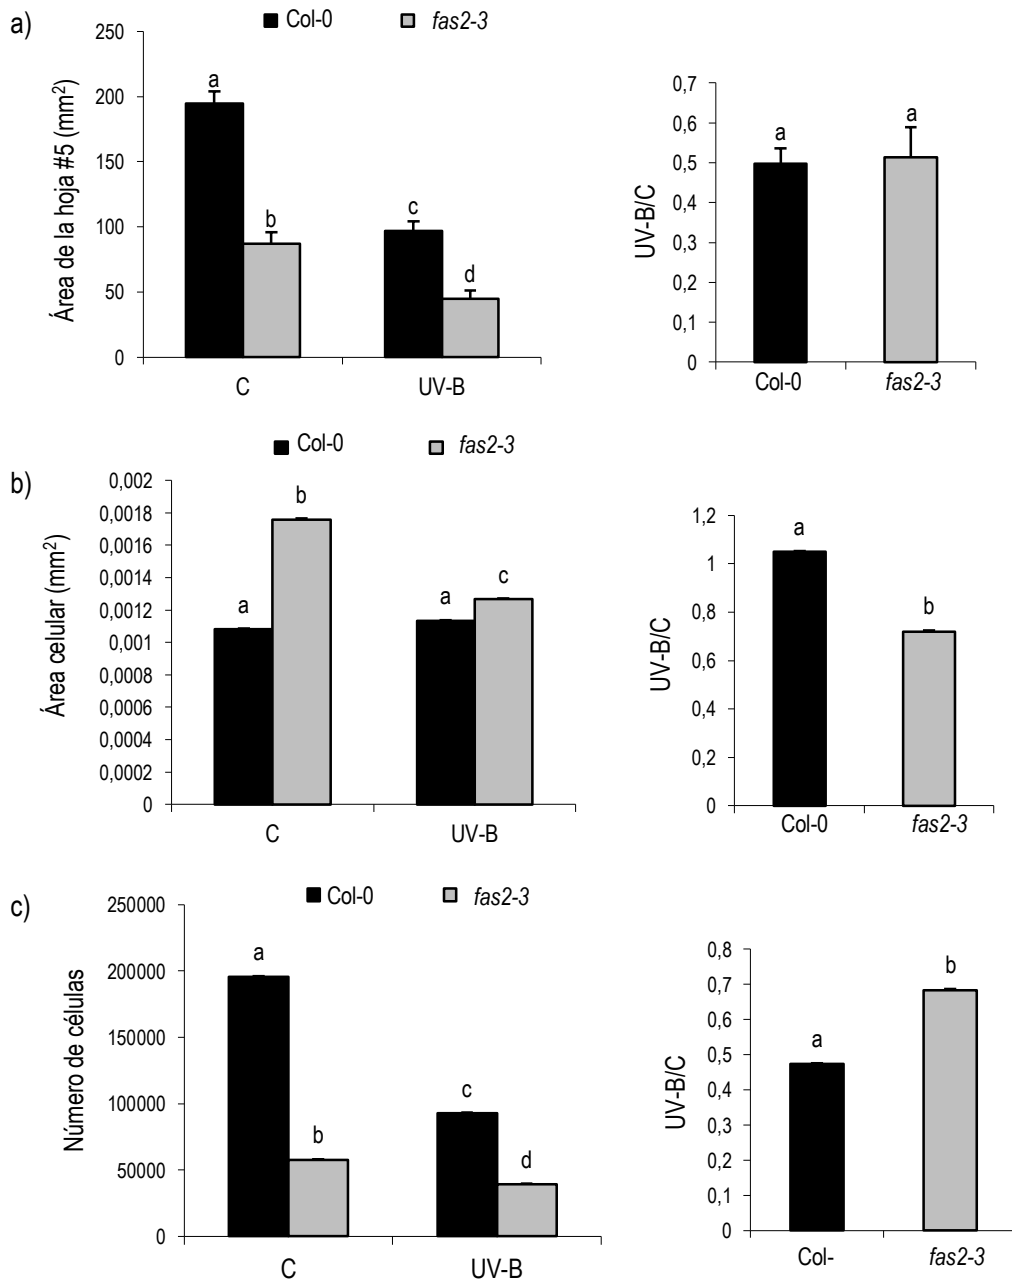 a)
Col-0 fas2-3
Área de la hoja #5 (mm²)
250
200
150
100
50
0
a
b
c
d
C UV-B
UV-B/C
0,7
0,6
0,5
0,4
0,3
0,2
0,1
0
a a
Col-0 fas2-3
b)
Col-0 fas2-3
Área celular (mm²)
0,002
0,0018
0,0016
0,0014
0,0012
0,001
0,0008
0,0006
0,0004
0,0002
0
a
b
a
c
C UV-B
UV-B/C
1,2
1
0,8
0,6
0,4
0,2
0
a
b
Col-0 fas2-3
c)
Col-0 fas2-3
Número de células
250000
200000
150000
100000
50000
0
a
b
c
d
C UV-B
UV-B/C
0,8
0,7
0,6
0,5
0,4
0,3
0,2
0,1
0
a
b
Col- fas2-3